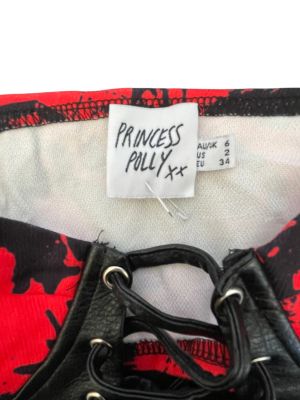 PRINCESS
POLLY xx
AU/UK 6
US 2
EU 34